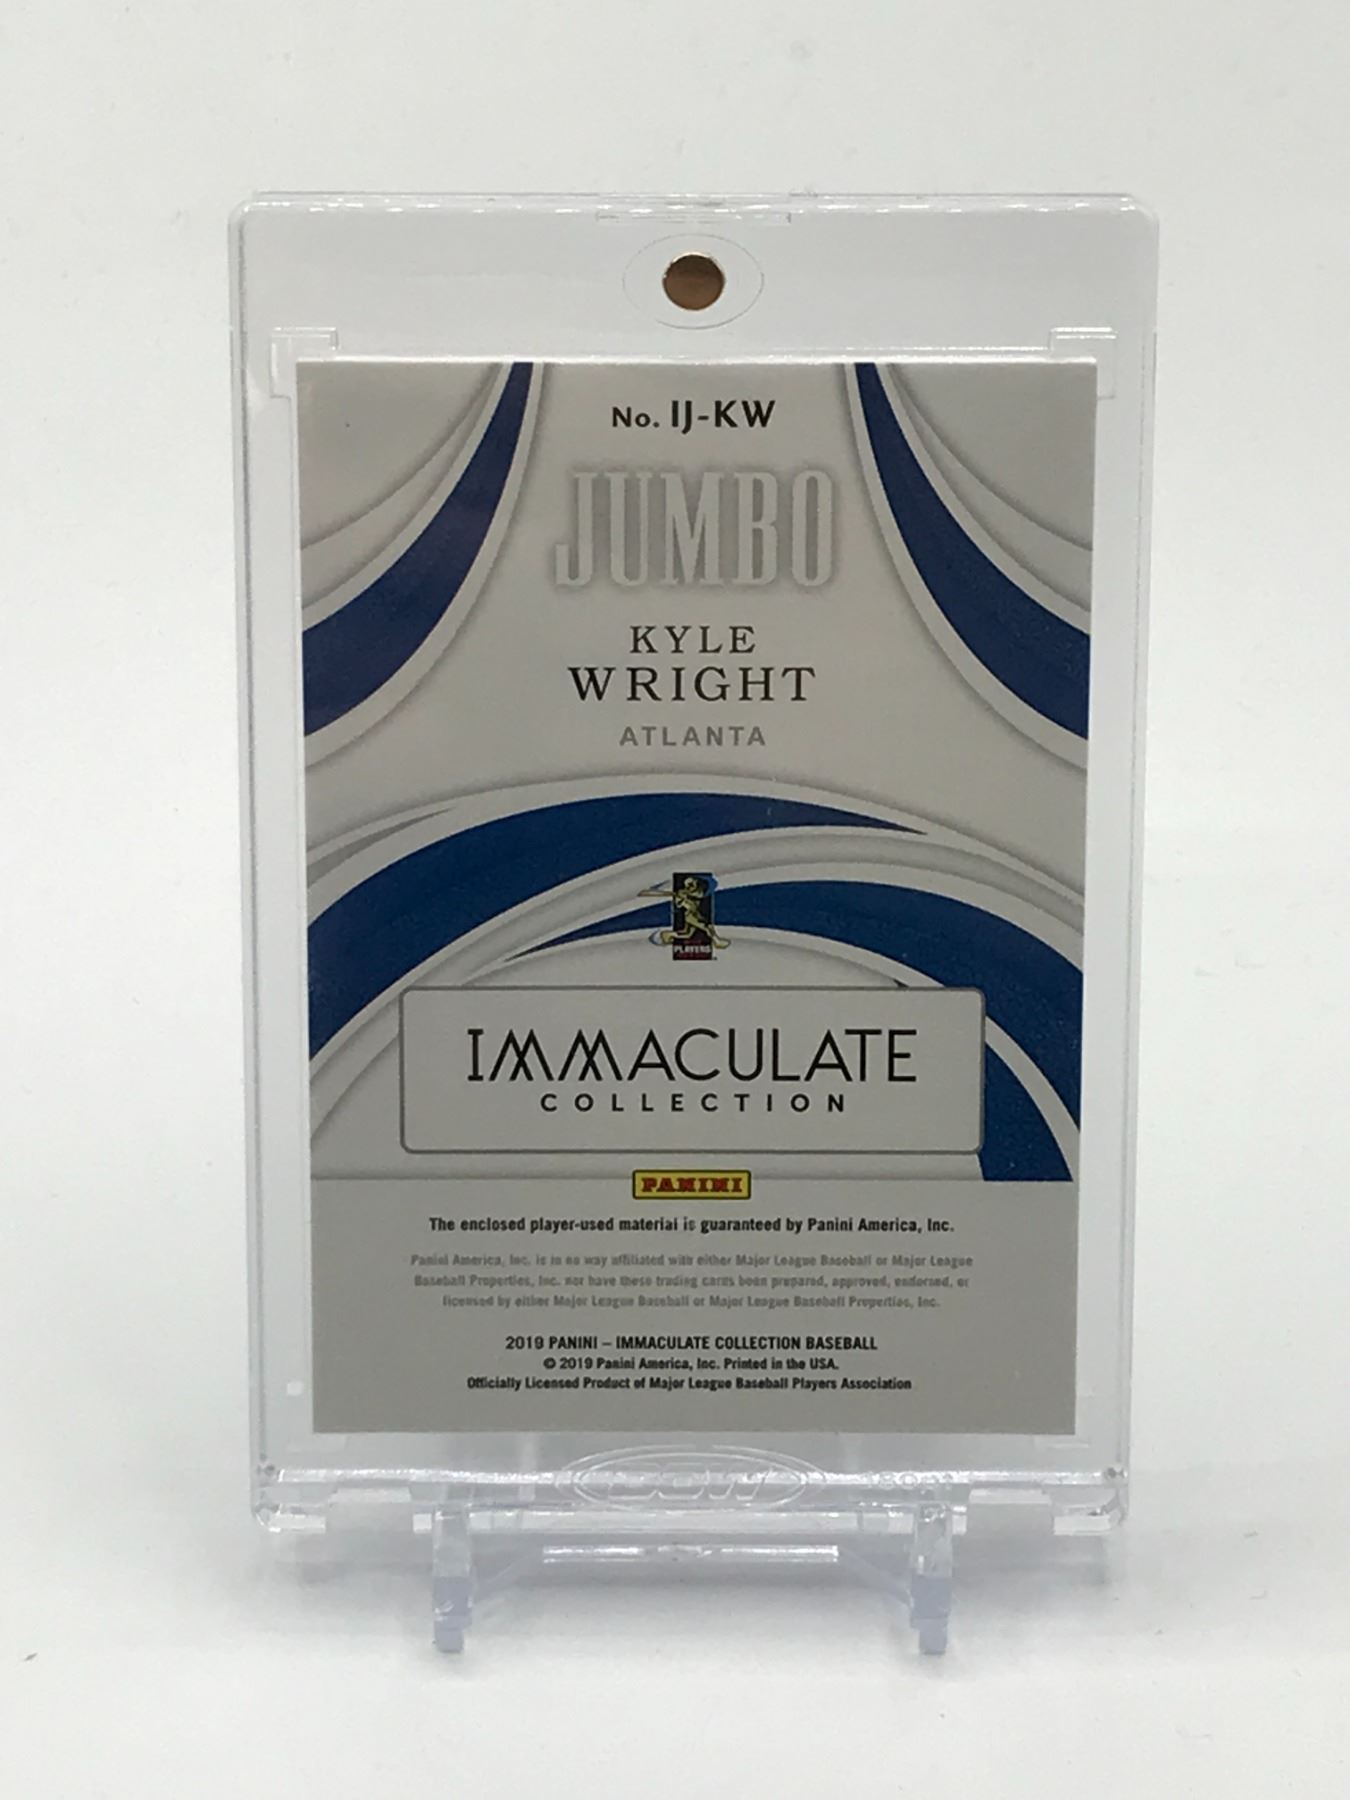 No. IJ-KW
JUMBO
KYLE
WRIGHT
ATLANTA
PLAYERS
IMMACULATE
COLLECTION
PANINI
The enclosed player-used material is guaranteed by Panini America, Inc.
Panini America, Inc. is in no way affiliated with either Major League Baseball or Major League
Baseball Properties, Inc. nor have these trading cards been prepared, approved, endorsed, or
licensed by either Major League Baseball or Major League Baseball Properties, Inc.
2019 PANINI – IMMACULATE COLLECTION BASEBALL
© 2019 Panini America, Inc. Printed in the USA.
Officially Licensed Product of Major League Baseball Players Association